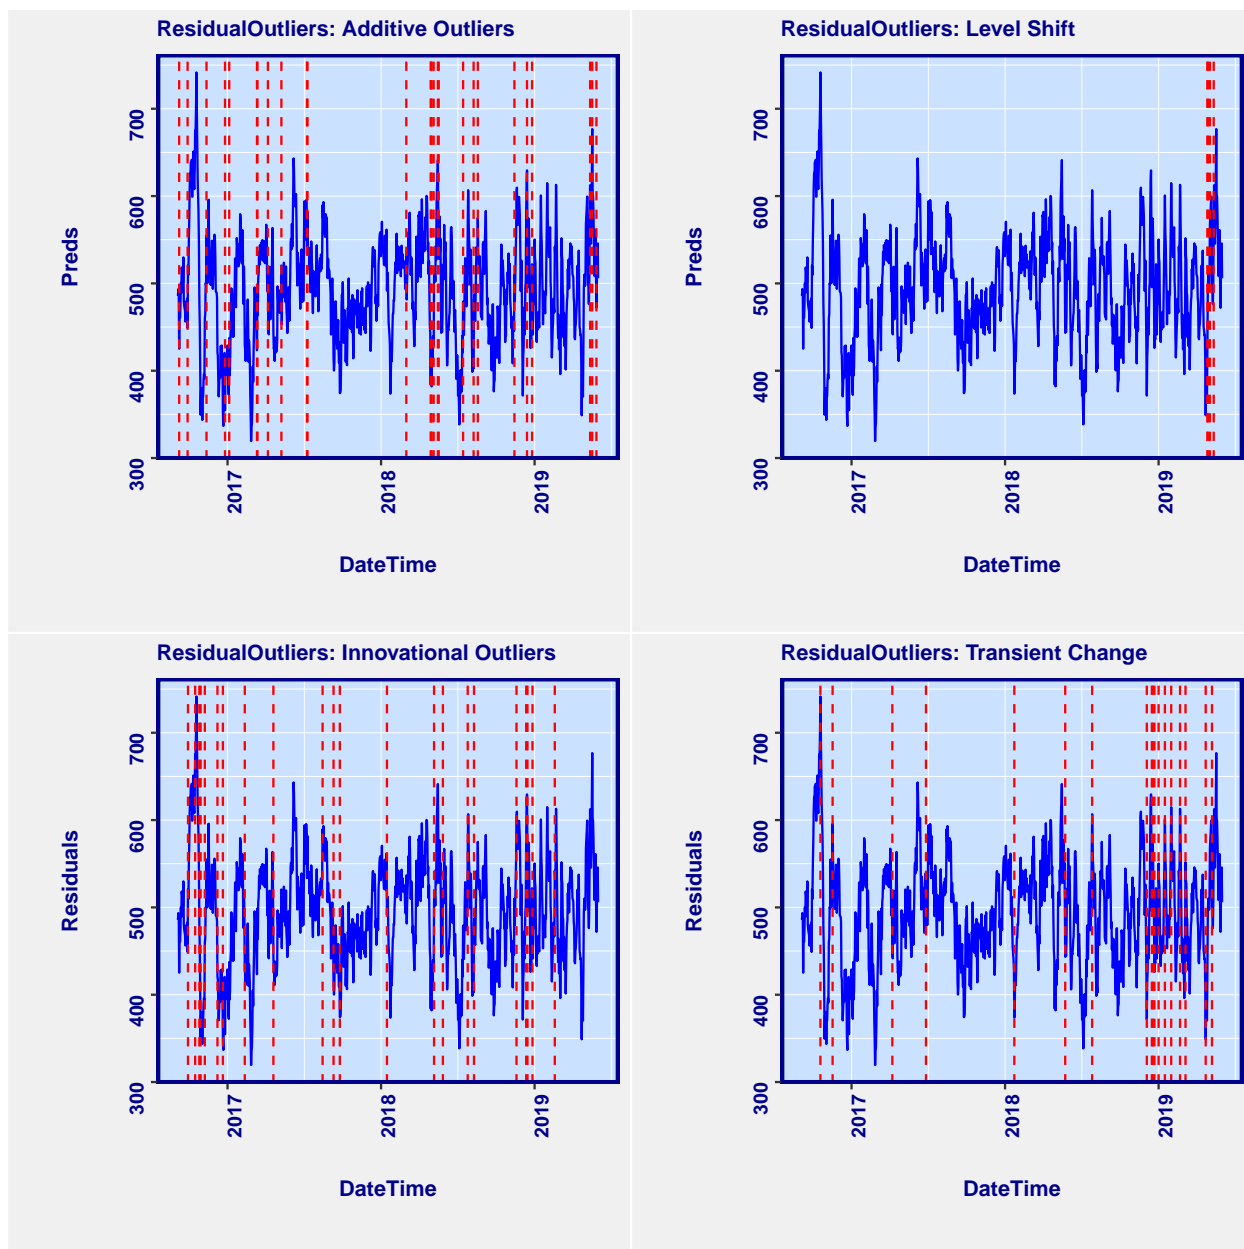 ResidualOutliers: Additive Outliers
Preds
700
600
500
400
300
2017
2018
2019
DateTime
ResidualOutliers: Level Shift
Preds
700
600
500
400
300
2017
2018
2019
DateTime
ResidualOutliers: Innovational Outliers
Residuals
700
600
500
400
300
2017
2018
2019
DateTime
ResidualOutliers: Transient Change
Residuals
700
600
500
400
300
2017
2018
2019
DateTime